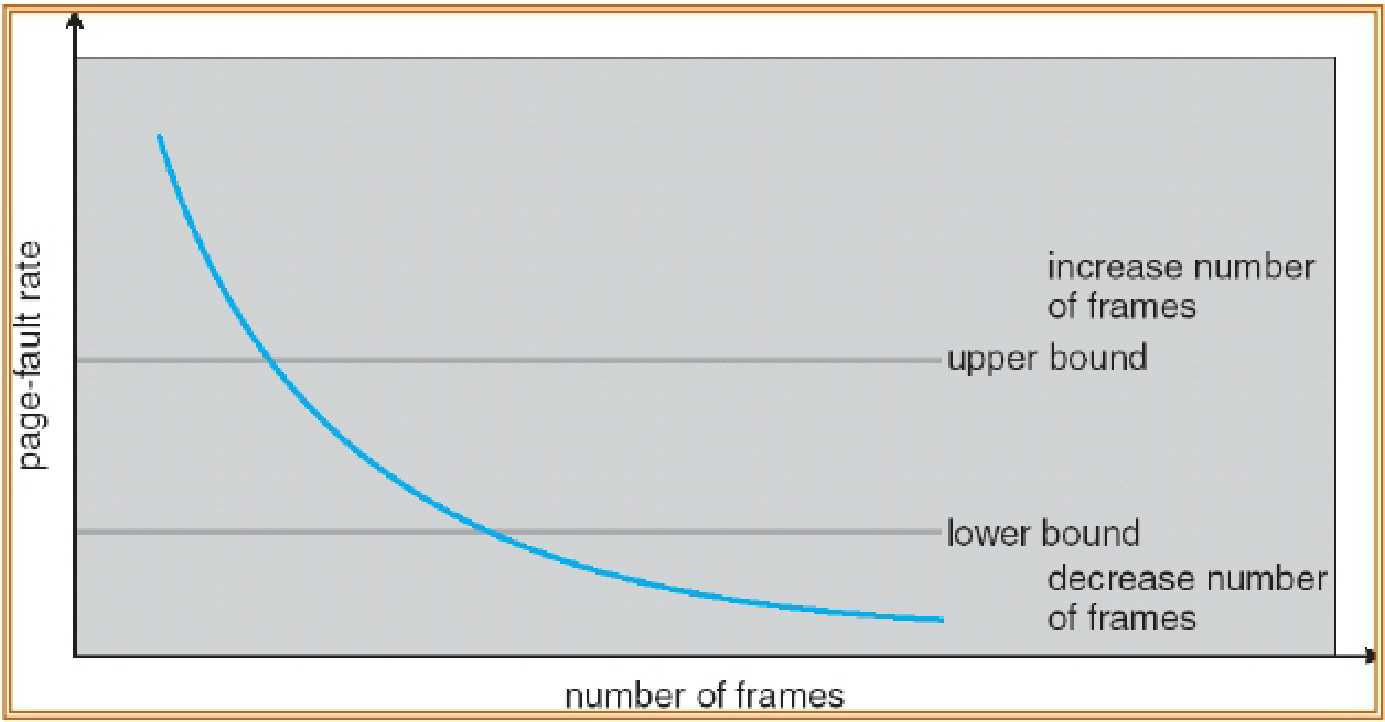 page-fault rate
increase number
of frames
upper bound
lower bound
decrease number
of frames
number of frames